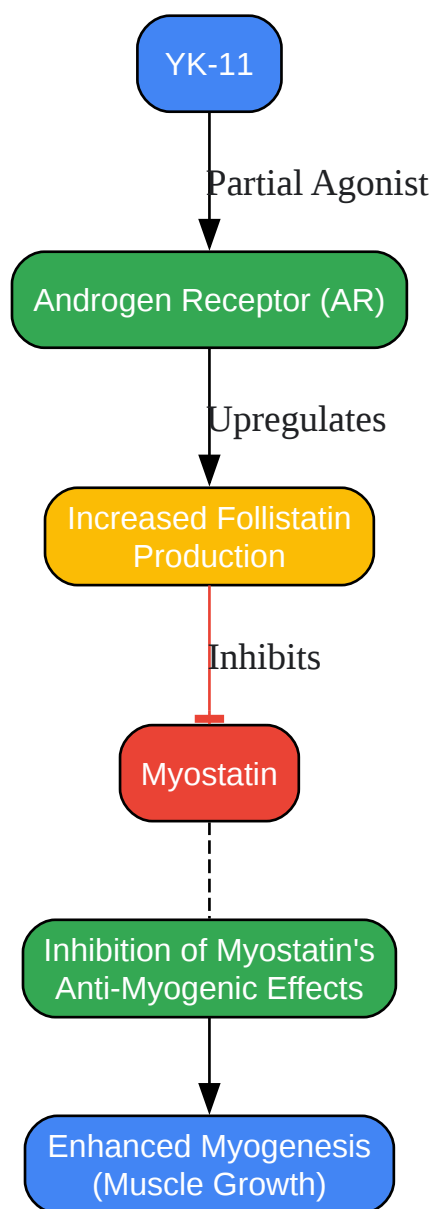 YK-11
Partial Agonist
Androgen Receptor (AR)
Upregulates
Increased Follistatin
Production
Inhibits
Myostatin
Inhibition of Myostatin's
Anti-Myogenic Effects
Enhanced Myogenesis
(Muscle Growth)